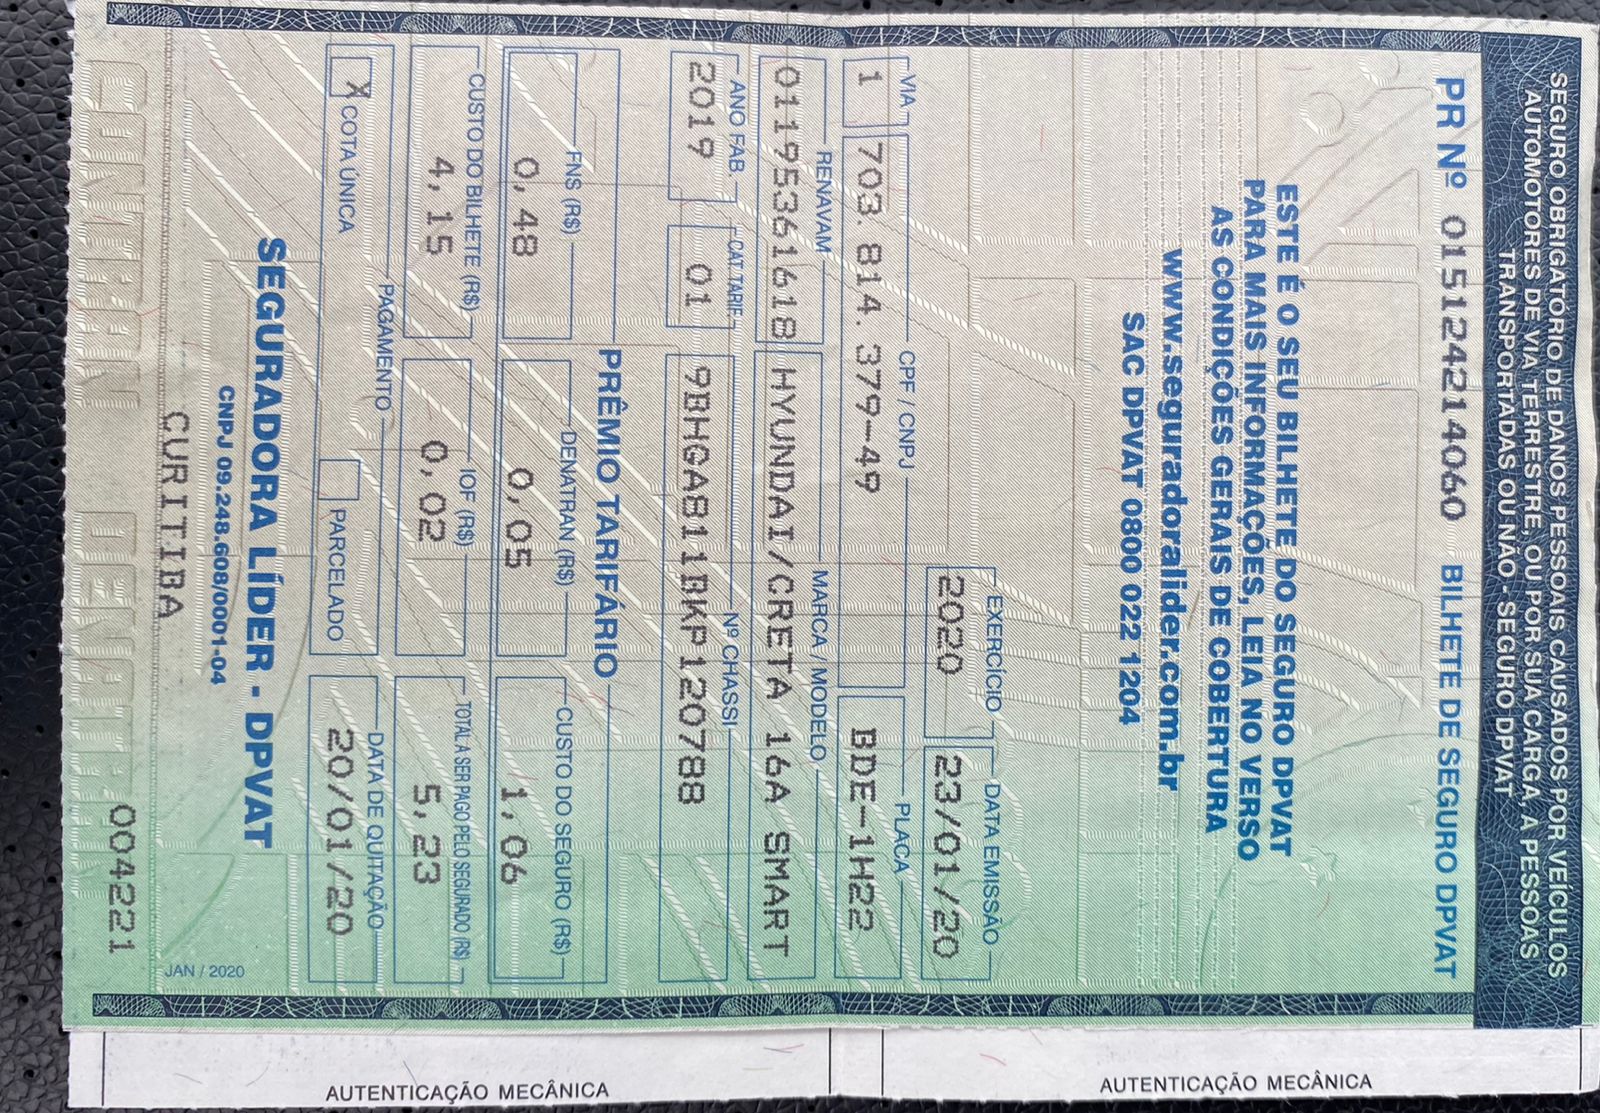 SEGURO OBRIGATÓRIO DE DANOS PESSOAIS CAUSADOS POR VEÍCULOS
AUTOMOTORES DE VIA TERRESTRE, OU POR SUA CARGA, A PESSOAS
TRANSPORTADAS OU NÃO - SEGURO DPVAT
PR Nº 015124214060 BILHETE DE SEGURO DPVAT
ESTE É O SEU BILHETE DO SEGURO DPVAT
PARA MAIS INFORMAÇÕES, LEIA NO VERSO
AS CONDIÇÕES GERAIS DE COBERTURA
www.seguradoralider.com.br
SAC DPVAT 0800 022 1204
EXERCÍCIO DATA EMISSÃO
2020 23/01/20
VIA CPF / CNPJ PLACA
1 703.814.379-49 BDE-1H22
RENAVAM MARCA MODELO
01195361618 HYUNDAI/CRETA 16A SMART
ANO FAB. CAT.TARIF. Nº CHASSI
2019 01 9BHGA811BKP120788
PRÊMIO TARIFÁRIO
FNS (R$) DENATRAN (R$) CUSTO DO SEGURO (R$)
0,48 0,05 1,06
CUSTO DO BILHETE (R$) IOF (R$) TOTAL A SER PAGO PELO SEGURADO (R$)
4,15 0,02 5,23
PAGAMENTO DATA DE QUITAÇÃO
X COTA ÚNICA PARCELADO 20/01/20
SEGURADORA LÍDER - DPVAT
CNPJ 09.248.608/0001-04
CURITIBA
JAN / 2020
004221
CONTRAN DENATRAN
AUTENTICAÇÃO MECÂNICA
AUTENTICAÇÃO MECÂNICA